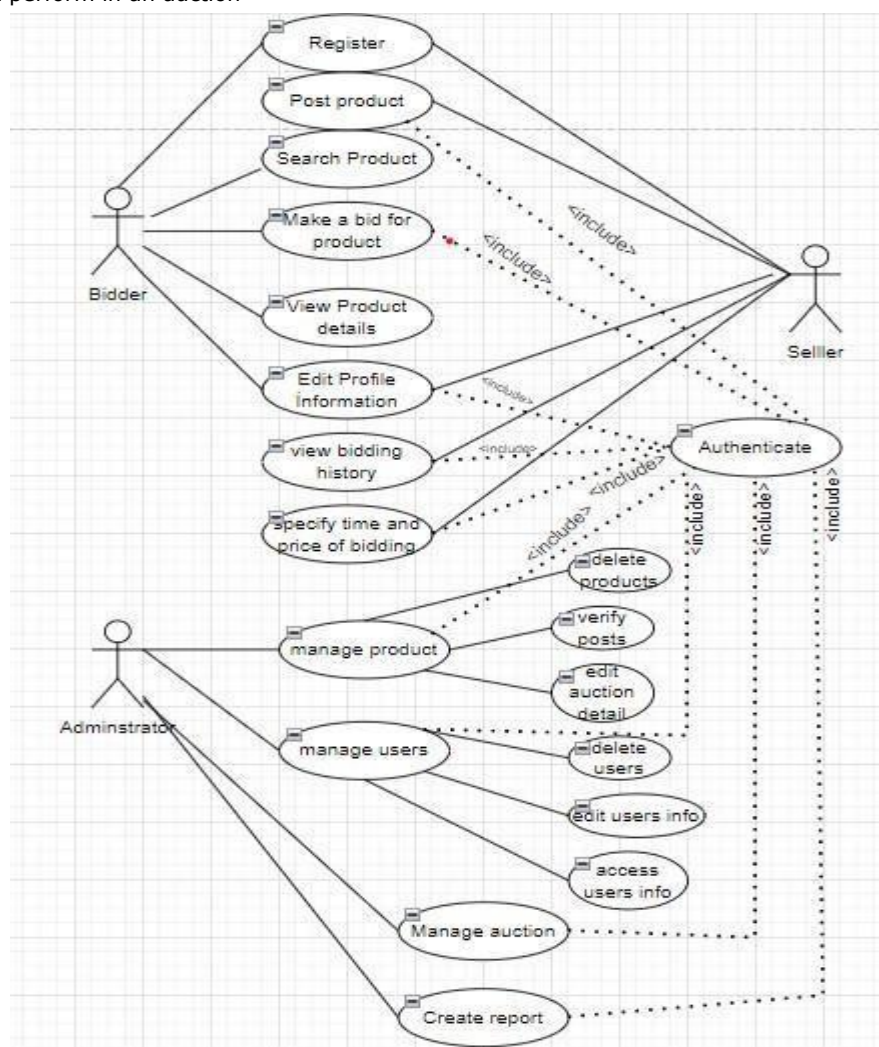 perform in an auction
Register
Post product
Search Product
Make a bid for
product
<include>
<include>
Bidder
View Product
details
Selller
Edit Profile
Information
<include>
Authenticate
view bidding
history
<include>
<include>
<include>
<include>
<include>
<include>
specify time and
price of bidding
delete
products
verify
posts
manage product
edit
auction
detail
Adminstrator
manage users
delete
users
edit users info
access
users info
Manage auction
Create report